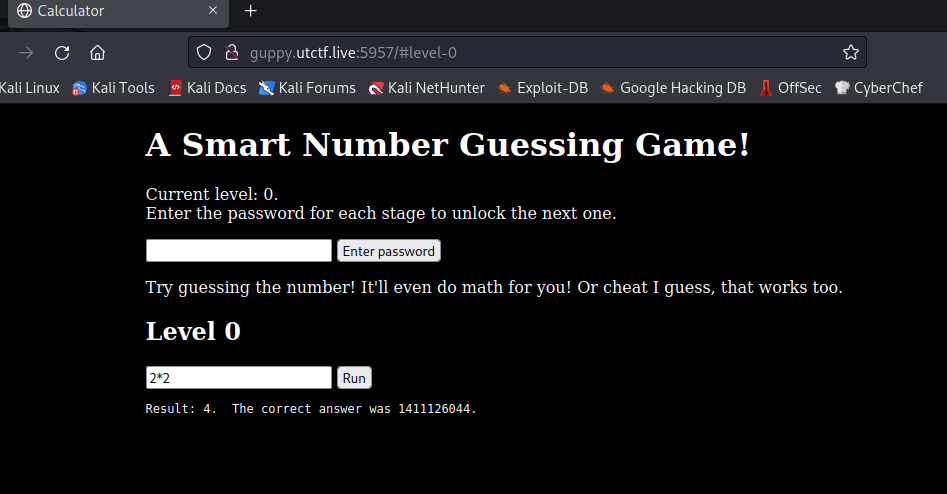 Calculator
guppy.utctf.live:5957/#level-0
Kali Linux Kali Tools Kali Docs Kali Forums Kali NetHunter Exploit-DB Google Hacking DB OffSec CyberChef
A Smart Number Guessing Game!
Current level: 0.
Enter the password for each stage to unlock the next one.
Enter password
Try guessing the number! It'll even do math for you! Or cheat I guess, that works too.
Level 0
2*2 Run
Result: 4. The correct answer was 1411126044.